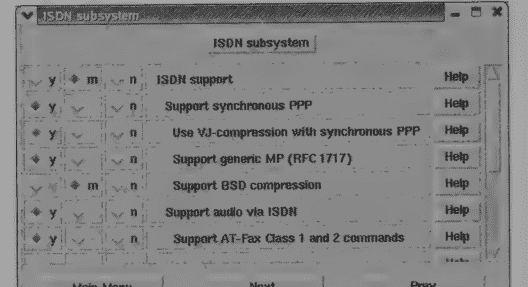 ISDN subsystem
ISDN subsystem
y m n ISDN support Help
y n Support synchronous PPP Help
y n Use VJ-compression with synchronous PPP Help
y n Support generic MP (RFC 1717) Help
m n Support BSD compression Help
y n Support audio via ISDN Help
y n Support AT-Fax Class 1 and 2 commands Help
Help
Main Menu Next Prev